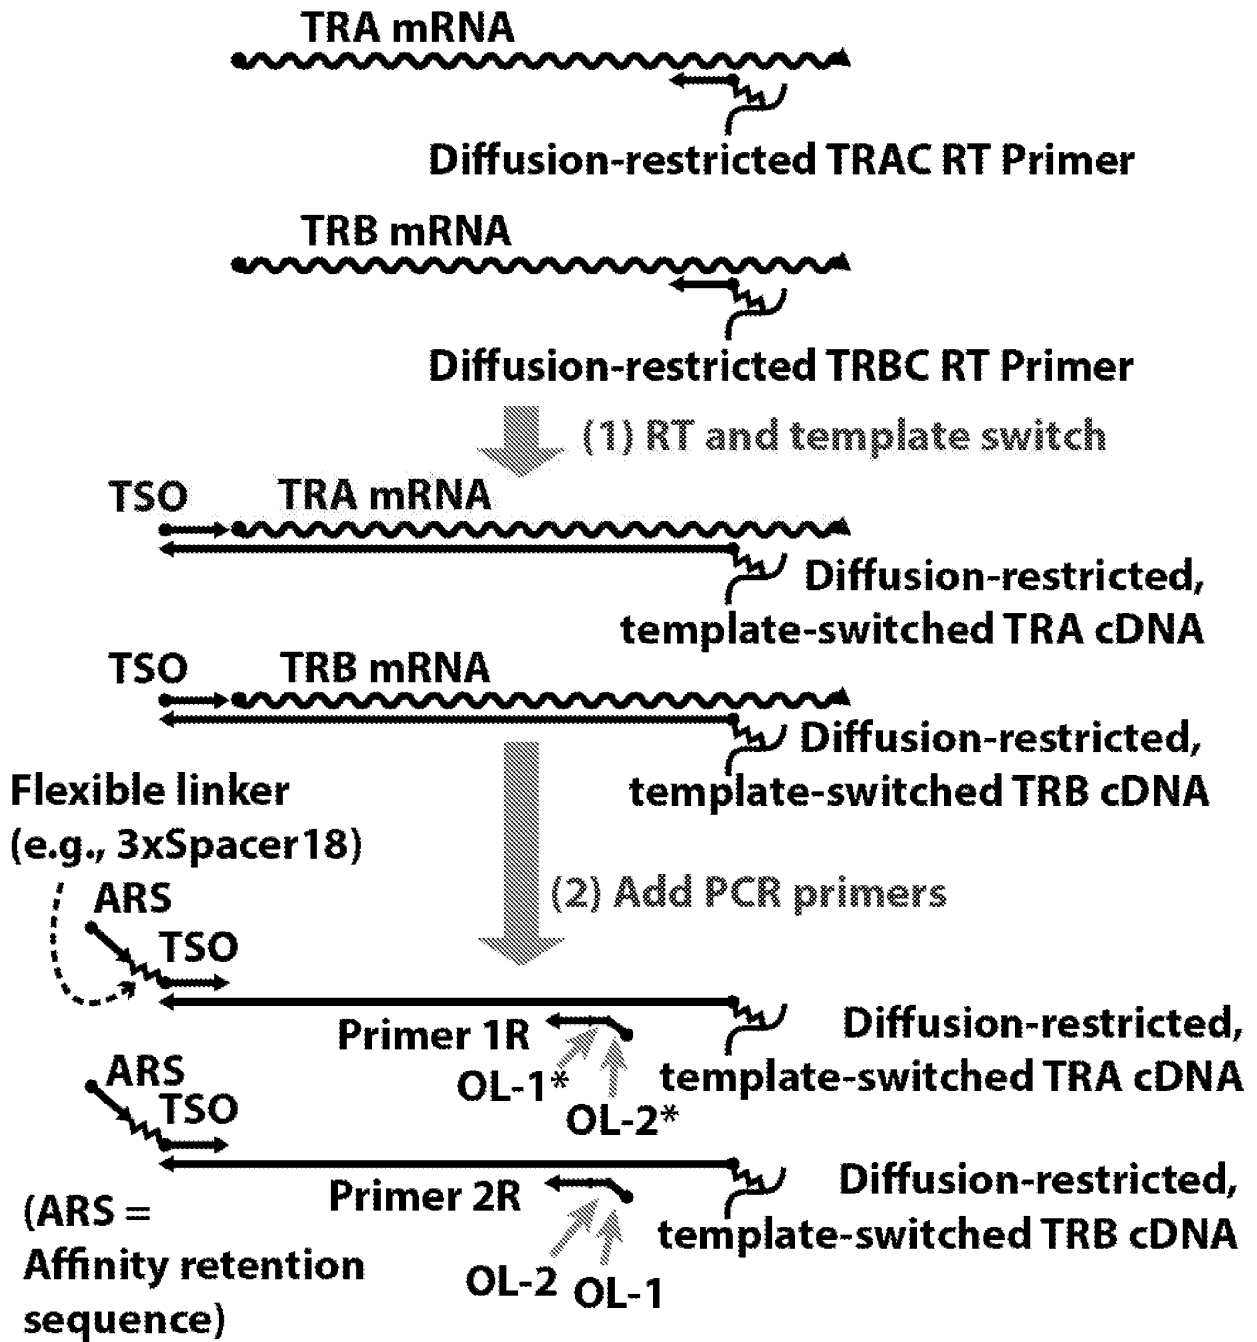 TRA mRNA
Diffusion-restricted TRAC RT Primer
TRB mRNA
Diffusion-restricted TRBC RT Primer
(1) RT and template switch
TSO
TRA mRNA
Diffusion-restricted,
template-switched TRA cDNA
TSO
TRB mRNA
Diffusion-restricted,
template-switched TRB cDNA
Flexible linker
(e.g., 3xSpacer18)
(2) Add PCR primers
ARS
TSO
Primer 1R
OL-1*
OL-2*
Diffusion-restricted,
template-switched TRA cDNA
ARS
TSO
Primer 2R
OL-2
OL-1
Diffusion-restricted,
template-switched TRB cDNA
(ARS =
Affinity retention
sequence)